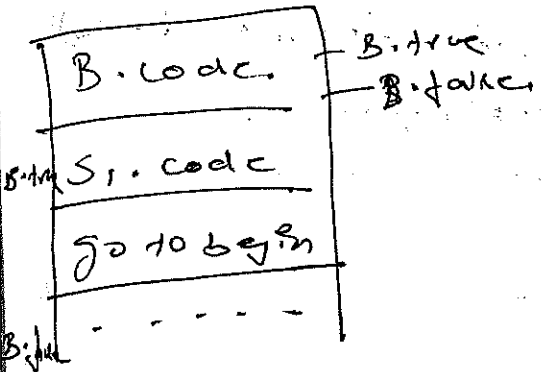 B.code. B.true
B.false.
B.true S₁.code
go to begin
- - - - -
B.false